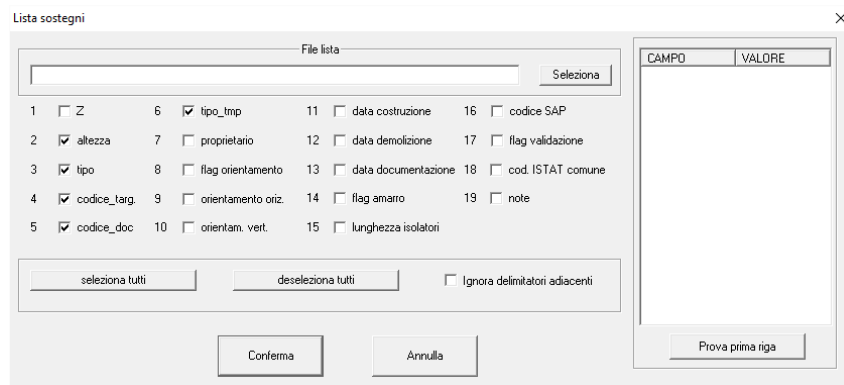 Lista sostegni
File lista
Seleziona
CAMPO VALORE
1 Z 6 tipo_tmp 11 data costruzione 16 codice SAP
2 altezza 7 proprietario 12 data demolizione 17 flag validazione
3 tipo 8 flag orientamento 13 data documentazione 18 cod. ISTAT comune
4 codice_targ. 9 orientamento oriz. 14 flag amarro 19 note
5 codice_doc 10 orientam. vert. 15 lunghezza isolatori
seleziona tutti deseleziona tutti Ignora delimitatori adiacenti
Conferma Annulla Prova prima riga